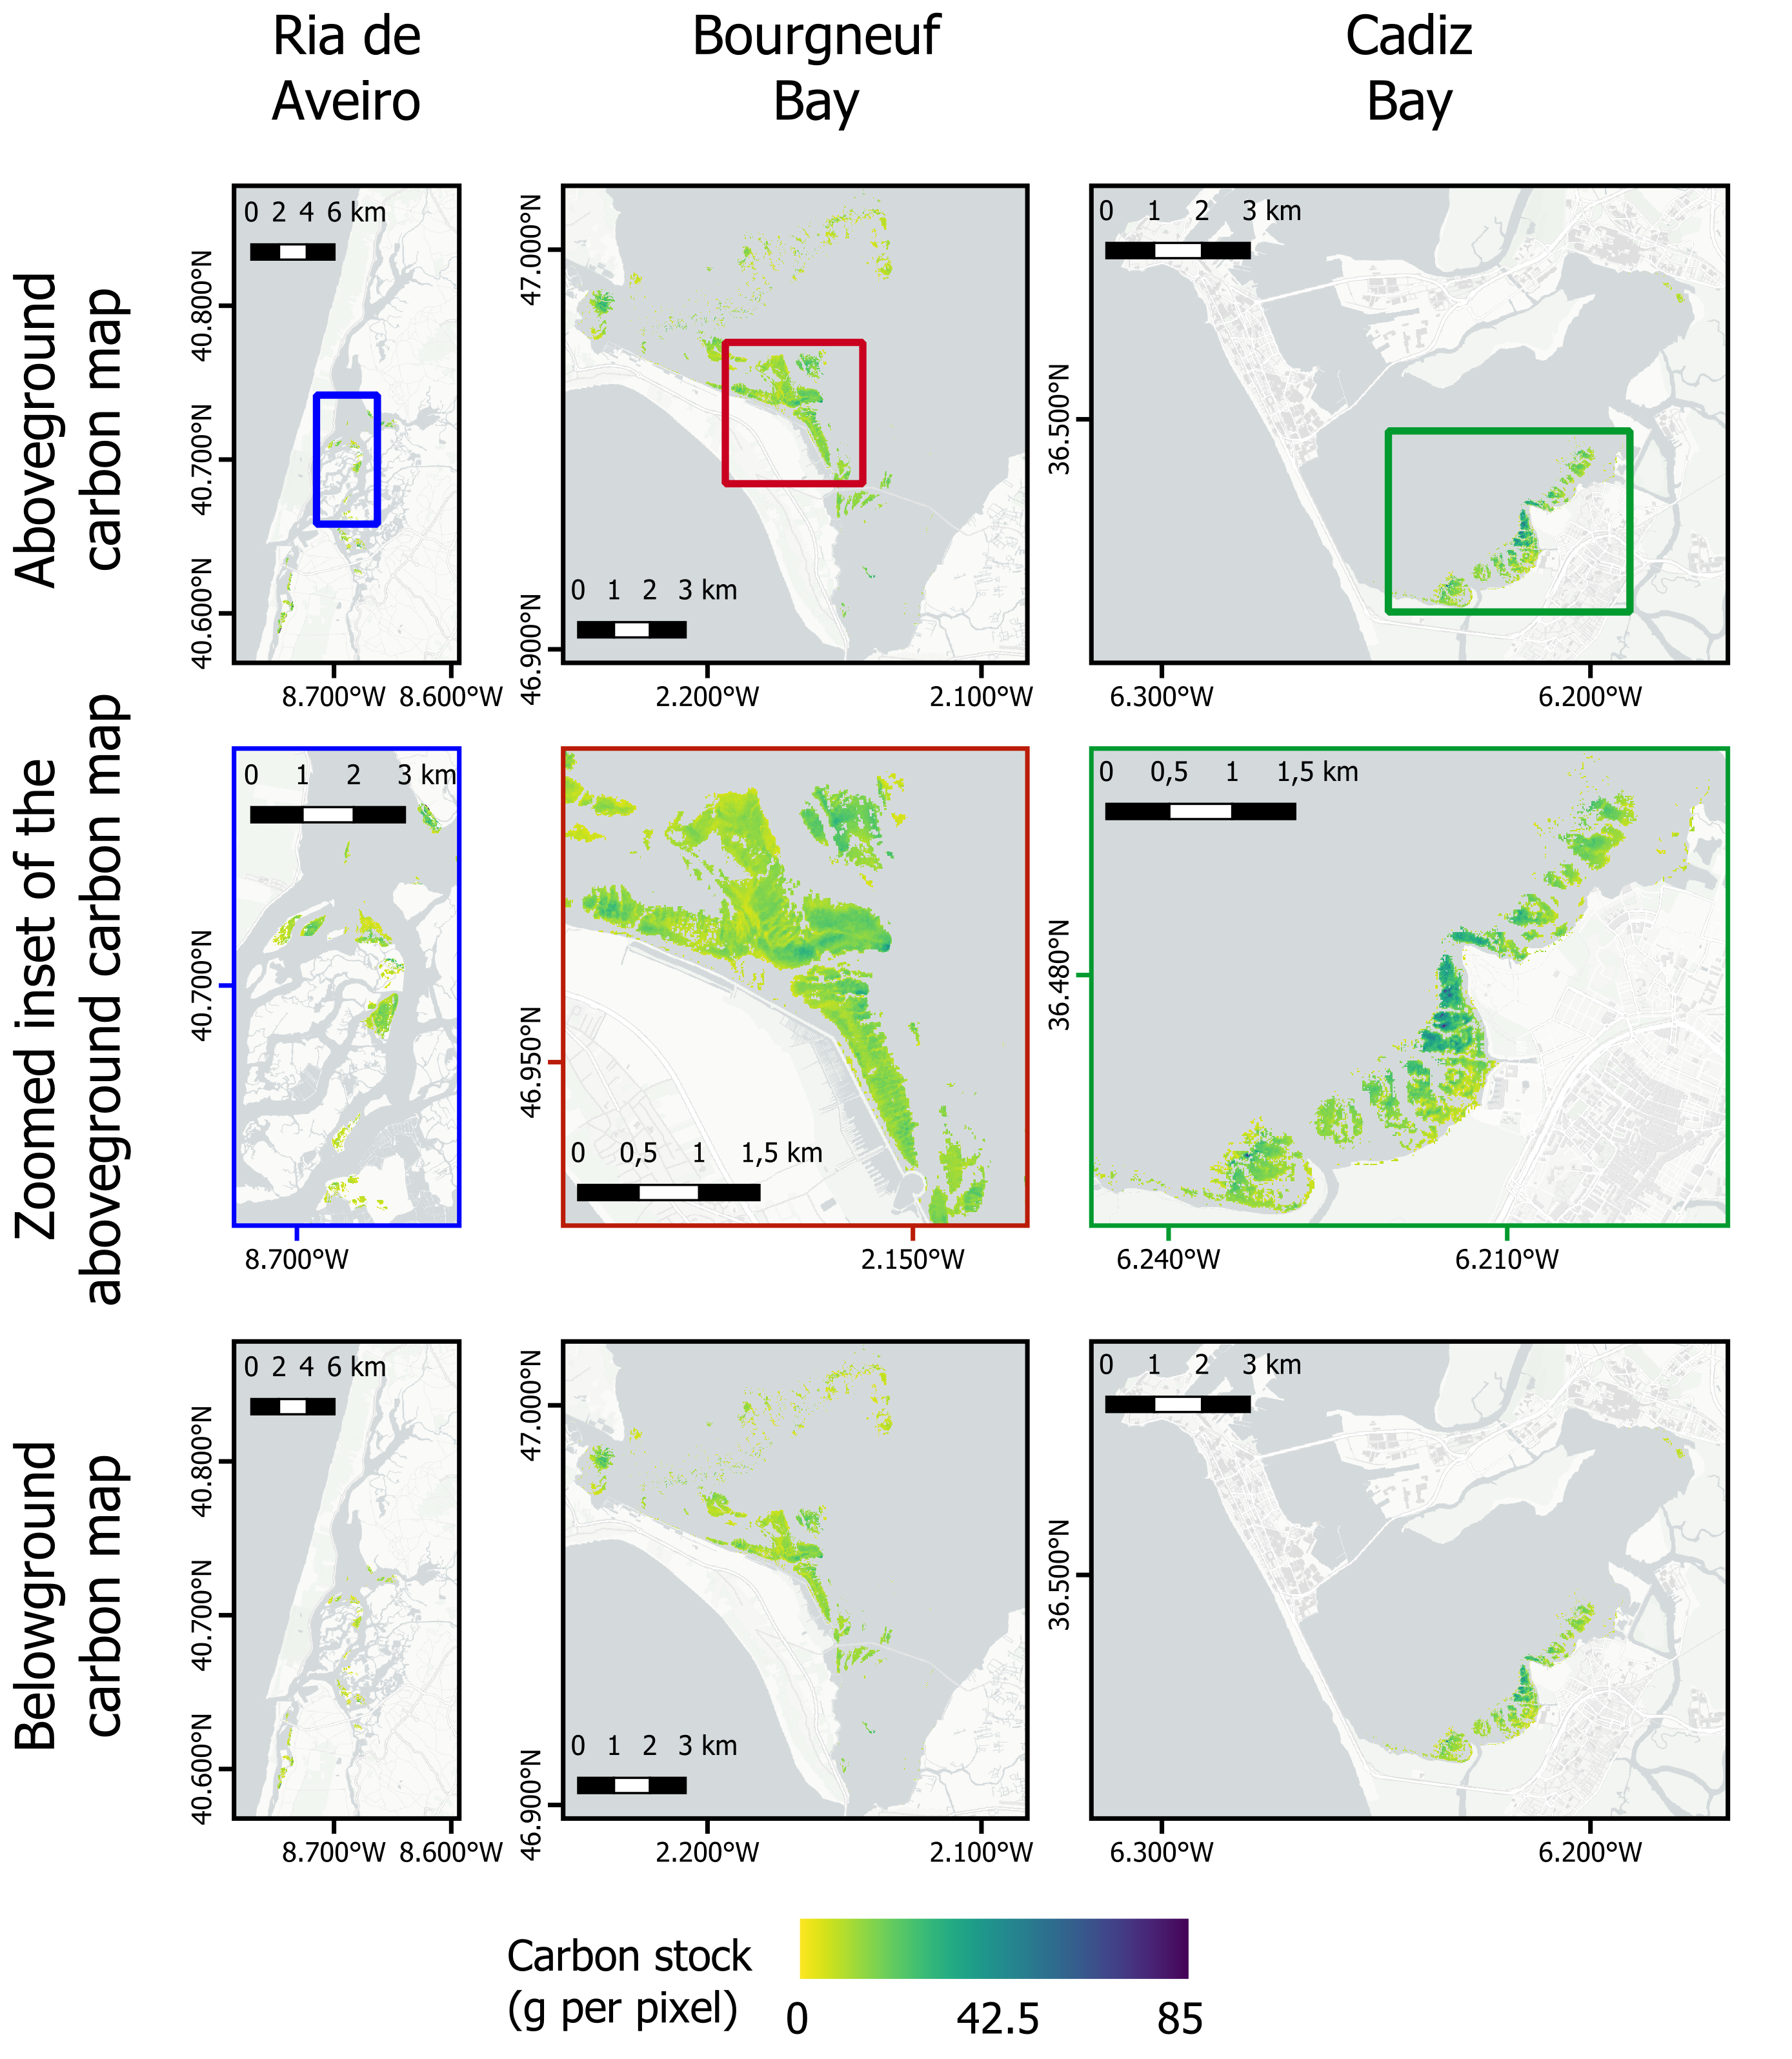 Ria de
Aveiro
Bourgneuf
Bay
Cadiz
Bay
Aboveground
carbon map
0 2 4 6 km
40.800°N
40.700°N
40.600°N
8.700°W 8.600°W
47.000°N
46.900°N
0 1 2 3 km
2.200°W 2.100°W
0 1 2 3 km
36.500°N
6.300°W 6.200°W
Zoomed inset of the
aboveground carbon map
0 1 2 3 km
40.700°N
8.700°W
46.950°N
0 0,5 1 1,5 km
2.150°W
0 0,5 1 1,5 km
36.480°N
6.240°W 6.210°W
Belowground
carbon map
0 2 4 6 km
40.800°N
40.700°N
40.600°N
8.700°W 8.600°W
47.000°N
46.900°N
0 1 2 3 km
2.200°W 2.100°W
0 1 2 3 km
36.500°N
6.300°W 6.200°W
Carbon stock
(g per pixel)
0 42.5 85